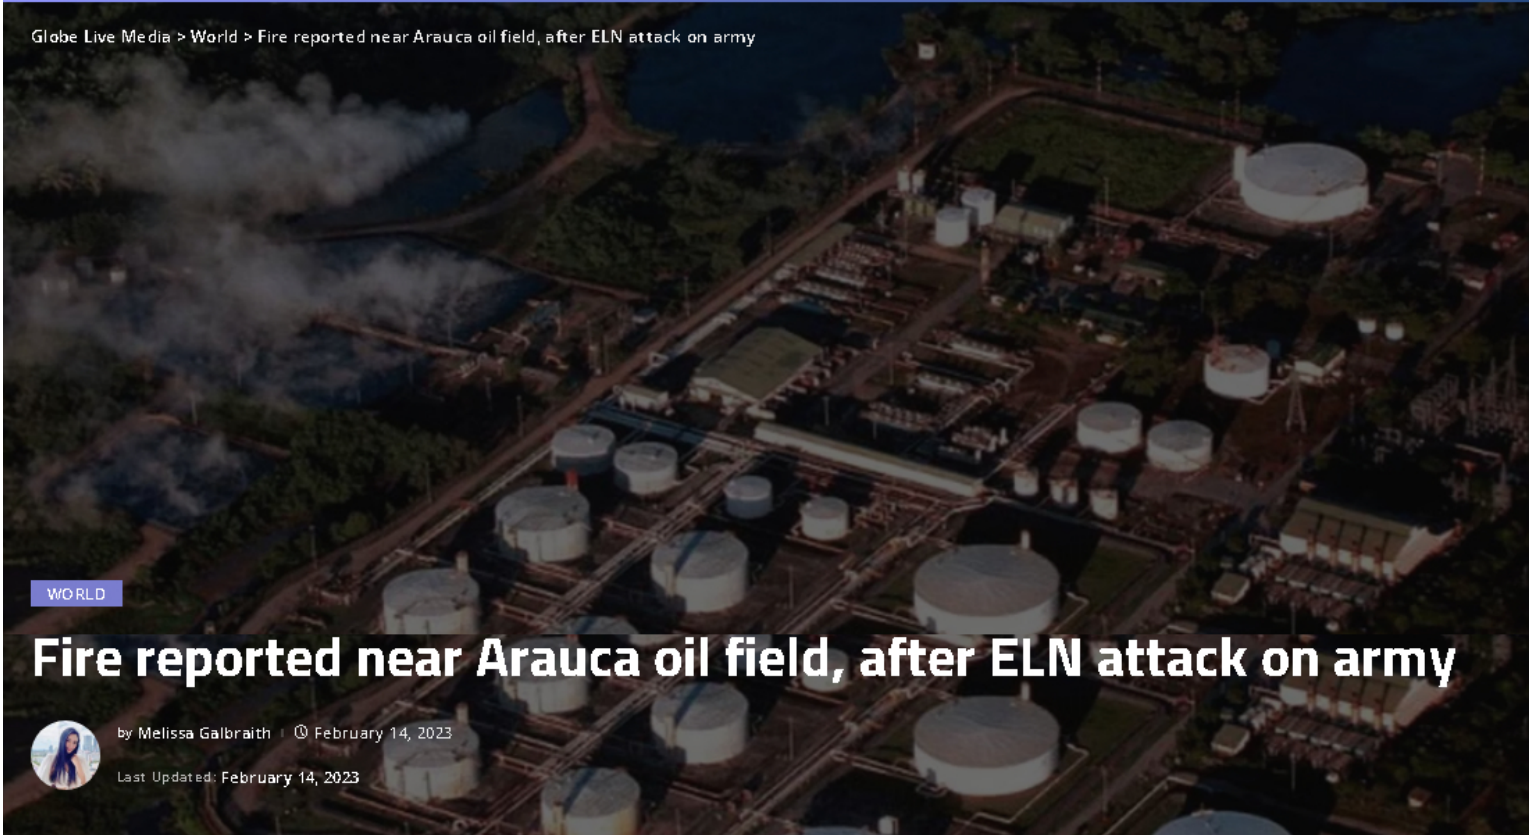 Globe Live Media > World > Fire reported near Arauca oil field, after ELN attack on army
WORLD
Fire reported near Arauca oil field, after ELN attack on army
by Melissa Galbraith | February 14, 2023
Last Updated: February 14, 2023